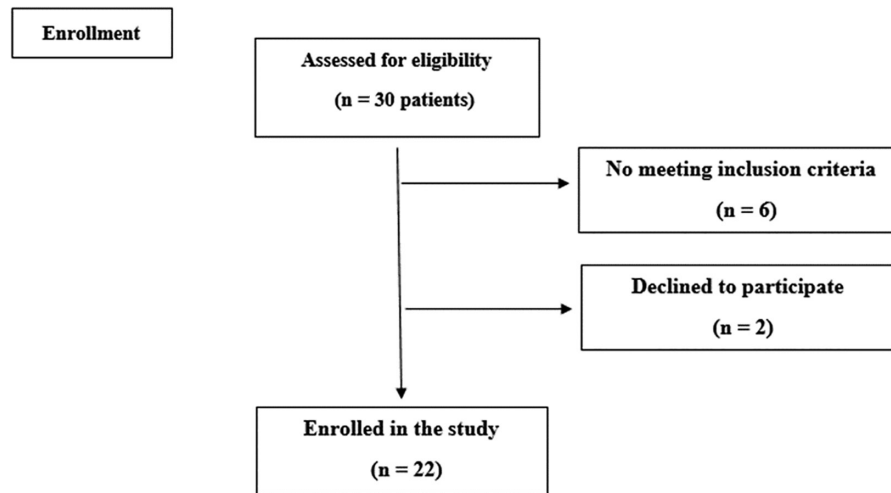 Enrollment
Assessed for eligibility
(n = 30 patients)
No meeting inclusion criteria
(n = 6)
Declined to participate
(n = 2)
Enrolled in the study
(n = 22)